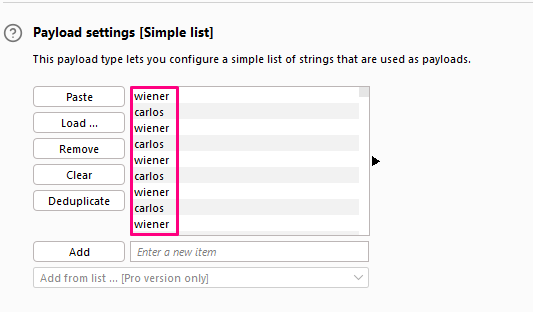 Payload settings [Simple list]
This payload type lets you configure a simple list of strings that are used as payloads.
Paste
Load ...
Remove
Clear
Deduplicate
wiener
carlos
wiener
carlos
wiener
carlos
wiener
carlos
wiener
Add
Enter a new item
Add from list ... [Pro version only]